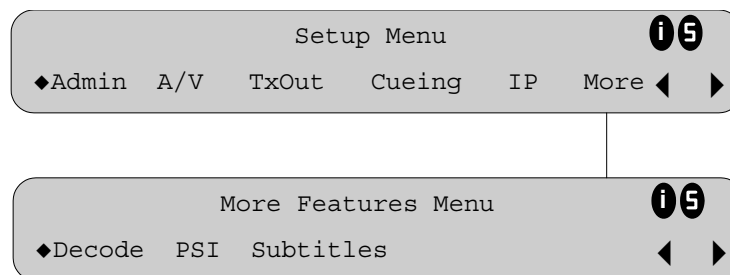 Setup Menu i S
◆Admin A/V TxOut Cueing IP More ◀ ▶
More Features Menu i S
◆Decode PSI Subtitles ◀ ▶